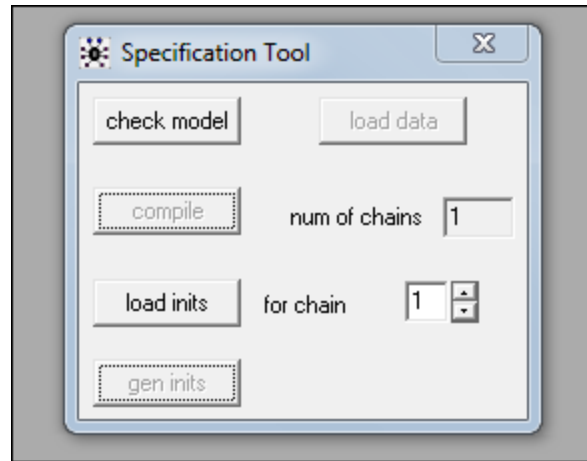 Specification Tool
check model load data
compile num of chains 1
load inits for chain 1
gen inits